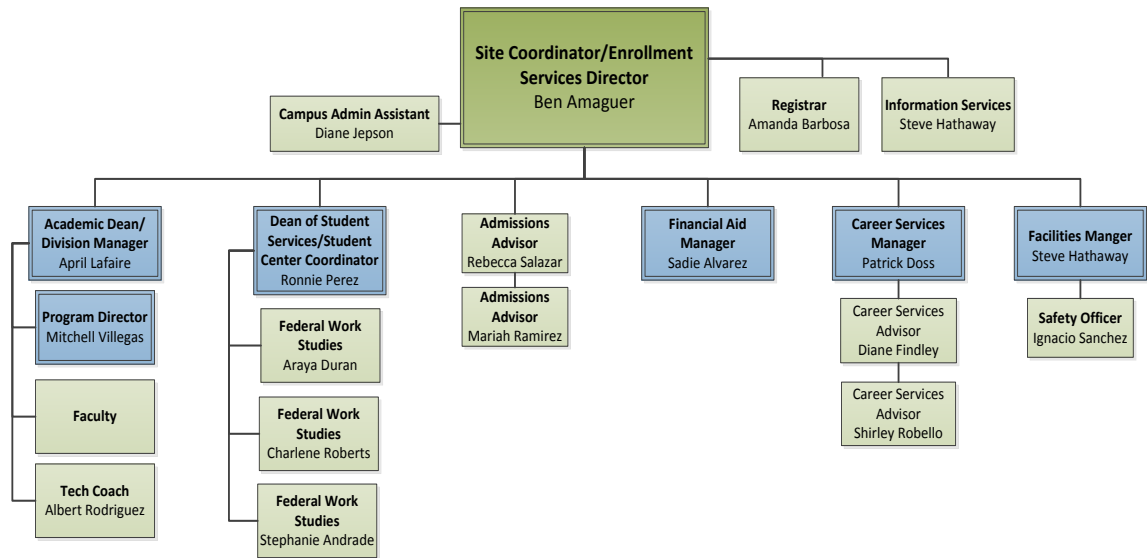 Site Coordinator/Enrollment
Services Director
Ben Amaguer
Campus Admin Assistant
Diane Jepson
Registrar
Amanda Barbosa
Information Services
Steve Hathaway
Academic Dean/
Division Manager
April Lafaire
Program Director
Mitchell Villegas
Faculty
Tech Coach
Albert Rodriguez
Dean of Student
Services/Student
Center Coordinator
Ronnie Perez
Federal Work
Studies
Araya Duran
Federal Work
Studies
Charlene Roberts
Federal Work
Studies
Stephanie Andrade
Admissions
Advisor
Rebecca Salazar
Admissions
Advisor
Mariah Ramirez
Financial Aid
Manager
Sadie Alvarez
Career Services
Manager
Patrick Doss
Career Services
Advisor
Diane Findley
Career Services
Advisor
Shirley Robello
Facilities Manger
Steve Hathaway
Safety Officer
Ignacio Sanchez